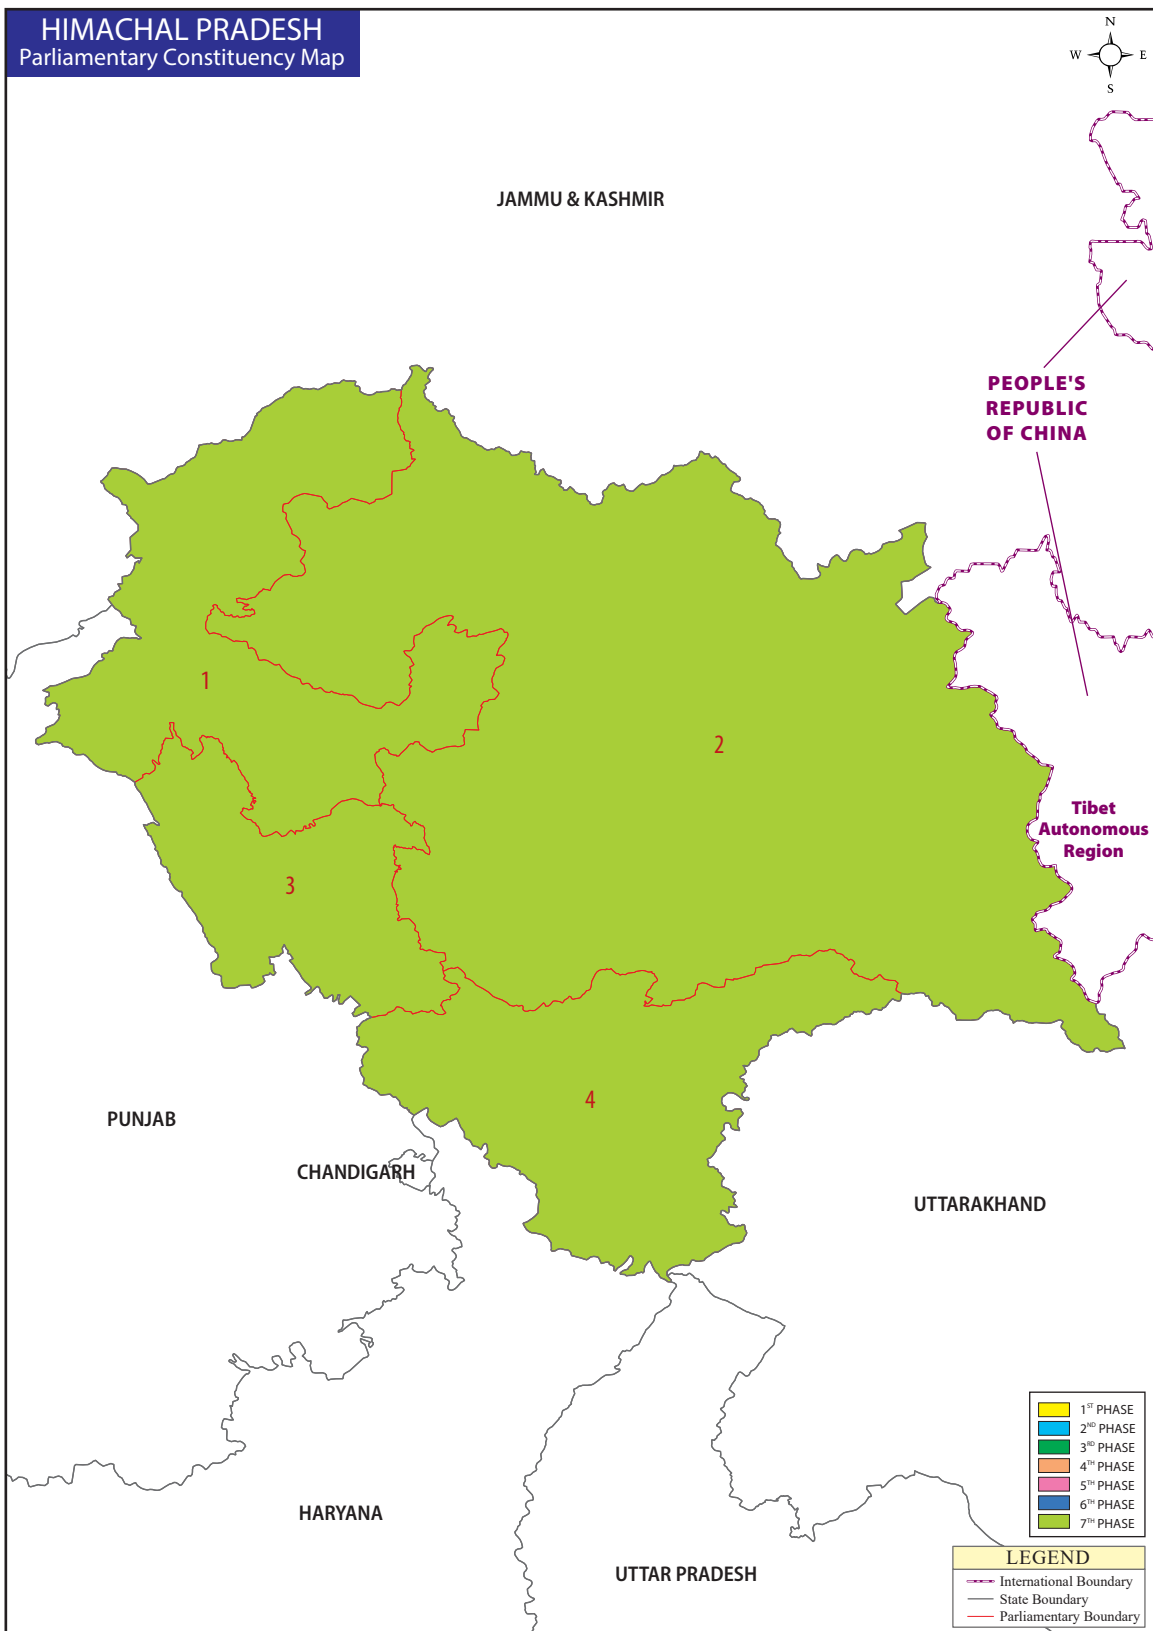 HIMACHAL PRADESH
Parliamentary Constituency Map
N
W
E
S
JAMMU & KASHMIR
PEOPLE'S
REPUBLIC
OF CHINA
1
2
Tibet
Autonomous
Region
3
4
PUNJAB
CHANDIGARH
UTTARAKHAND
HARYANA
UTTAR PRADESH
1ST PHASE
2ND PHASE
3RD PHASE
4TH PHASE
5TH PHASE
6TH PHASE
7TH PHASE
LEGEND
International Boundary
State Boundary
Parliamentary Boundary